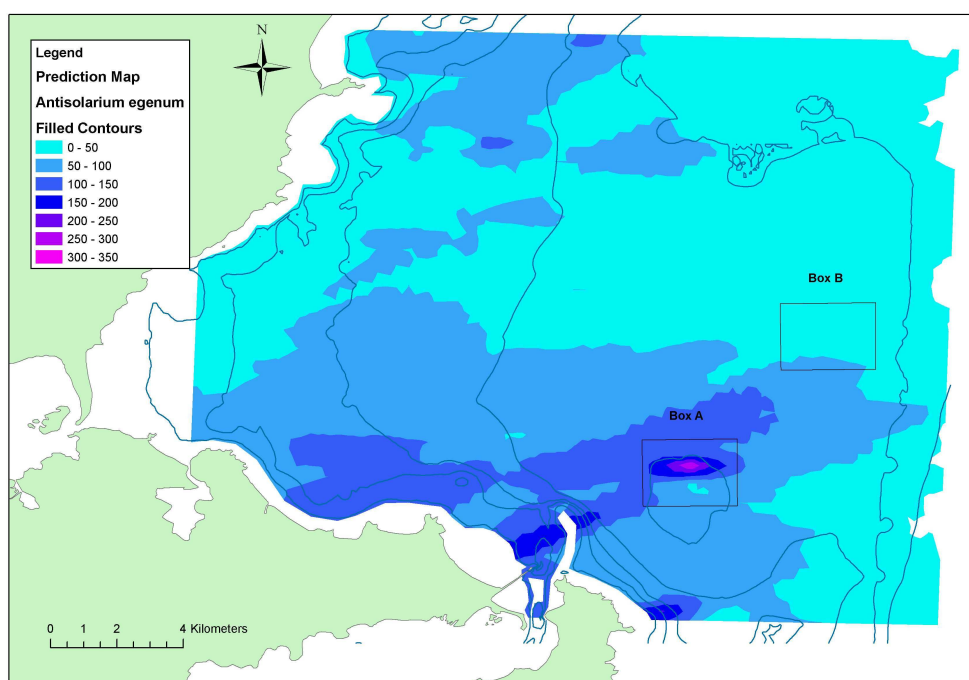 N
Legend
Prediction Map
Antisolarium egenum
Filled Contours
0 - 50
50 - 100
100 - 150
150 - 200
200 - 250
250 - 300
300 - 350
Box B
Box A
0 1 2 4 Kilometers